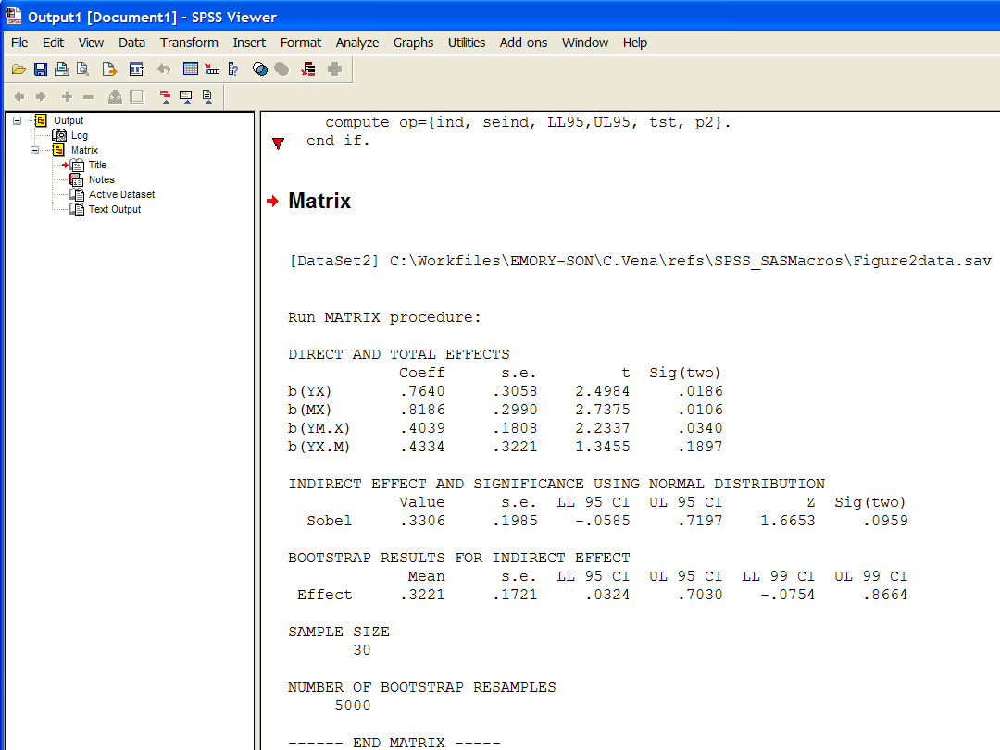 Output1 [Document1] - SPSS Viewer
File Edit View Data Transform Insert Format Analyze Graphs Utilities Add-ons Window Help
Output
Log
Matrix
Title
Notes
Active Dataset
Text Output
compute op={ind, seind, LL95,UL95, tst, p2}.
end if.
Matrix
[DataSet2] C:\Workfiles\EMORY-SON\C.Vena\refs\SPSS_SASMacros\Figure2data.sav
Run MATRIX procedure:
DIRECT AND TOTAL EFFECTS
Coeff s.e. t Sig(two)
b(YX) .7640 .3058 2.4984 .0186
b(MX) .8186 .2990 2.7375 .0106
b(YM.X) .4039 .1808 2.2337 .0340
b(YX.M) .4334 .3221 1.3455 .1897
INDIRECT EFFECT AND SIGNIFICANCE USING NORMAL DISTRIBUTION
Value s.e. LL 95 CI UL 95 CI Z Sig(two)
Sobel .3306 .1985 -.0585 .7197 1.6653 .0959
BOOTSTRAP RESULTS FOR INDIRECT EFFECT
Mean s.e. LL 95 CI UL 95 CI LL 99 CI UL 99 CI
Effect .3221 .1721 .0324 .7030 -.0754 .8664
SAMPLE SIZE
30
NUMBER OF BOOTSTRAP RESAMPLES
5000
------ END MATRIX -----